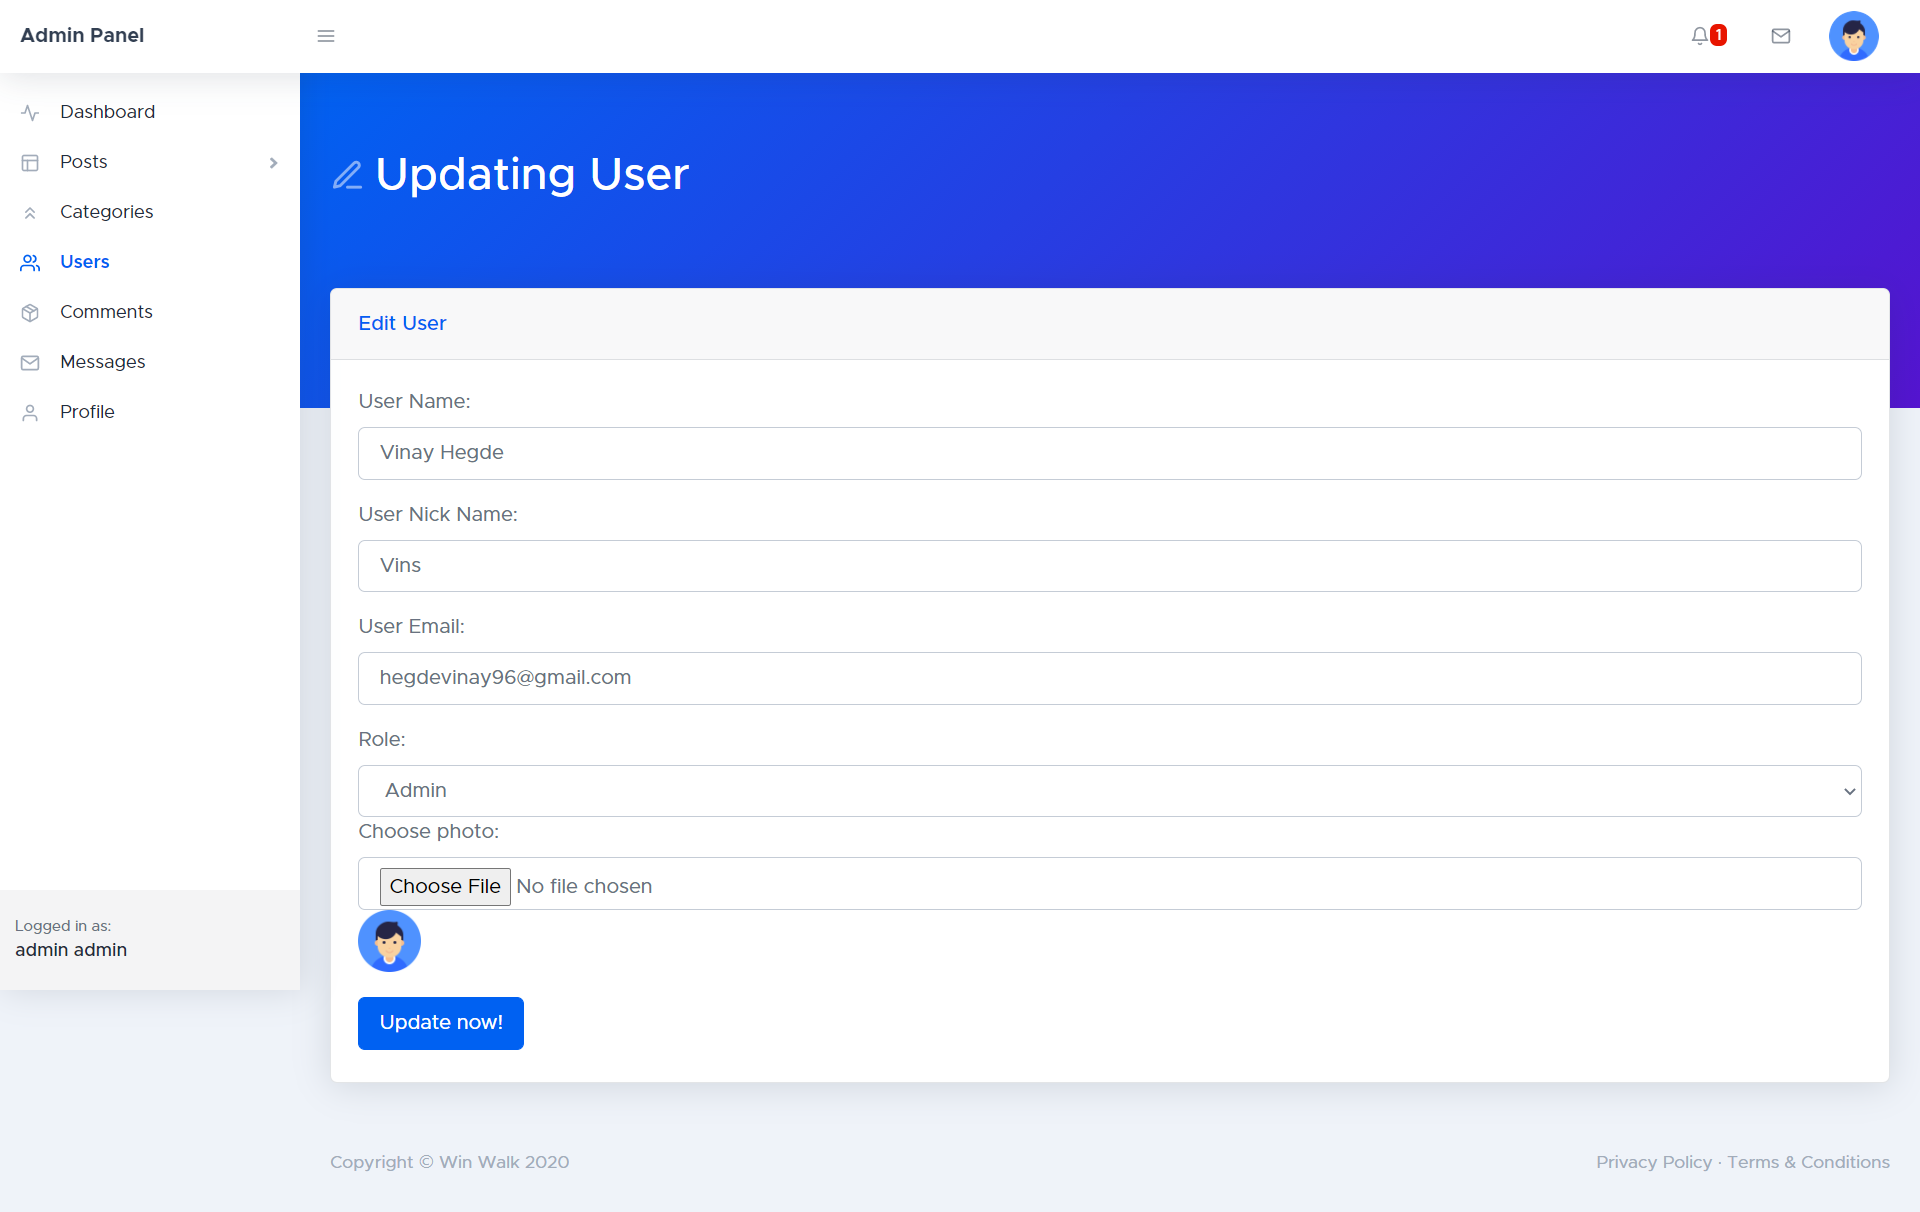 Admin Panel
1
Dashboard
Posts
Categories
Users
Comments
Messages
Profile
Logged in as:
admin admin
Updating User
Edit User
User Name:
Vinay Hegde
User Nick Name:
Vins
User Email:
hegdevinay96@gmail.com
Role:
Admin
Choose photo:
Choose File No file chosen
Update now!
Copyright © Win Walk 2020
Privacy Policy · Terms & Conditions